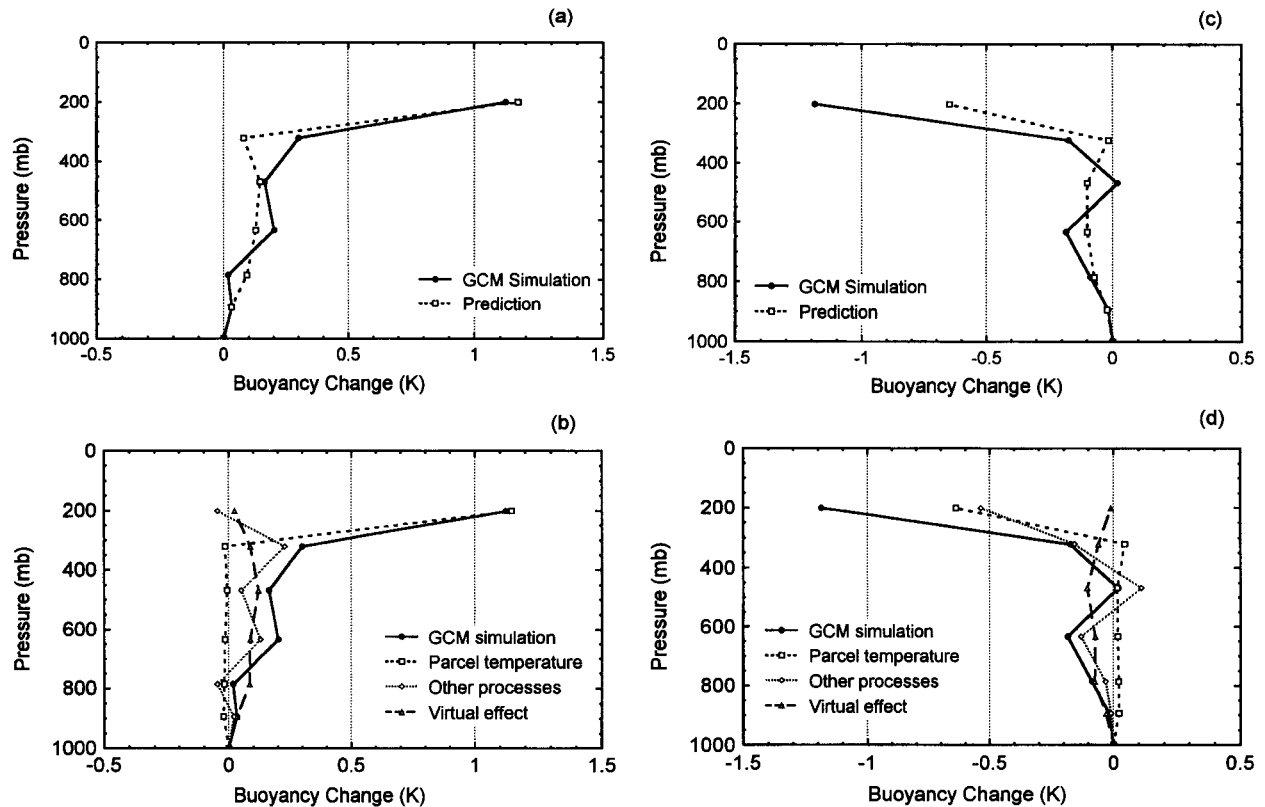 (a)
0
200
400
600
800
1000
Pressure (mb)
GCM Simulation
Prediction
-0.5
0
0.5
1
1.5
Buoyancy Change (K)
(c)
0
200
400
600
800
1000
Pressure (mb)
GCM Simulation
Prediction
-1.5
-1
-0.5
0
0.5
Buoyancy Change (K)
(b)
0
200
400
600
800
1000
Pressure (mb)
GCM simulation
Parcel temperature
Other processes
Virtual effect
-0.5
0
0.5
1
1.5
Buoyancy Change (K)
(d)
0
200
400
600
800
1000
Pressure (mb)
GCM simulation
Parcel temperature
Other processes
Virtual effect
-1.5
-1
-0.5
0
0.5
Buoyancy Change (K)